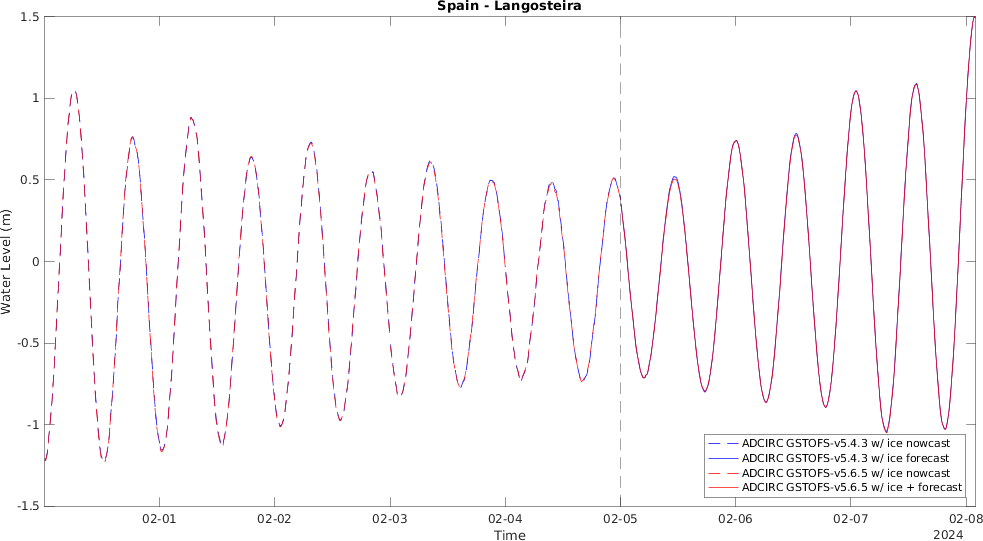 Spain - Langosteira
1.5
1
0.5
0
-0.5
-1
-1.5
Water Level (m)
02-01 02-02 02-03 02-04 02-05 02-06 02-07 02-08
Time
2024
ADCIRC GSTOFS-v5.4.3 w/ ice nowcast
ADCIRC GSTOFS-v5.4.3 w/ ice forecast
ADCIRC GSTOFS-v5.6.5 w/ ice nowcast
ADCIRC GSTOFS-v5.6.5 w/ ice + forecast